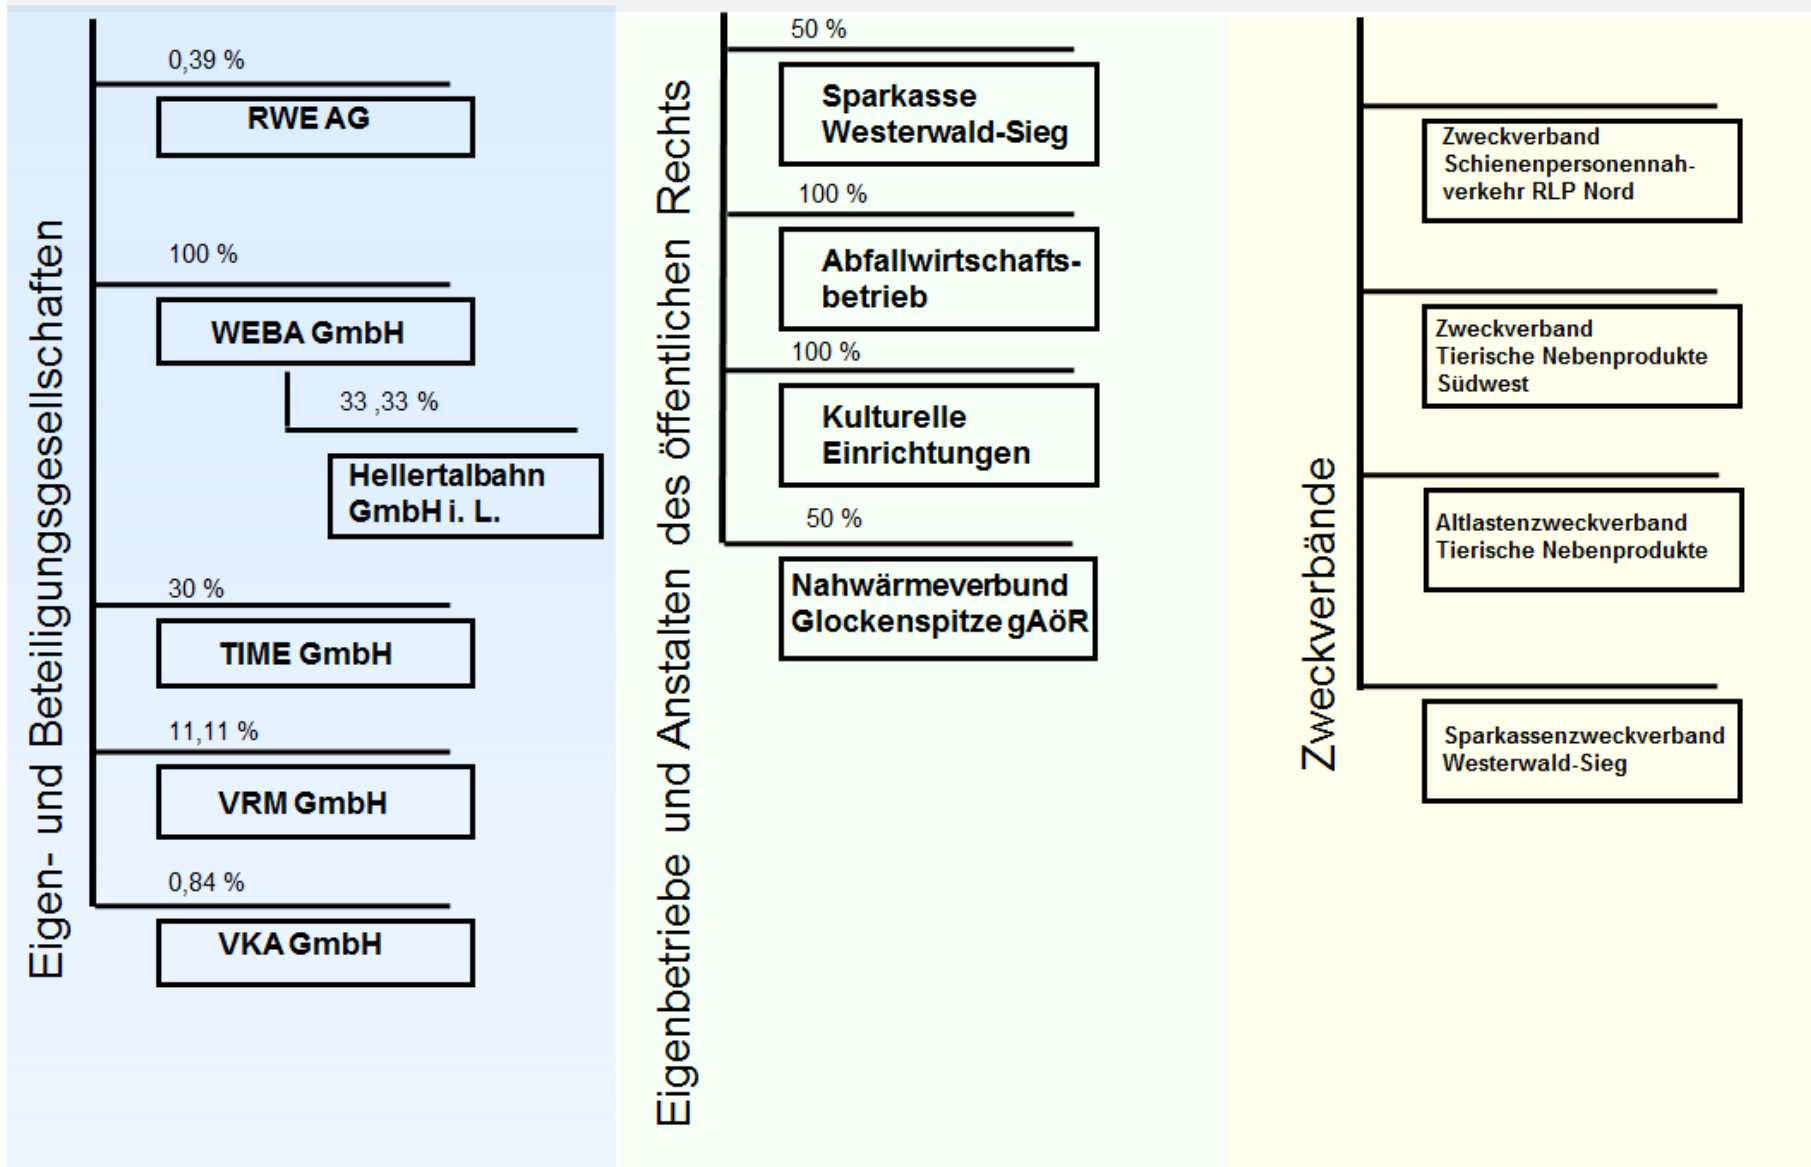 Eigen- und Beteiligungsgesellschaften
0,39 %
RWE AG
100 %
WEBA GmbH
33 ,33 %
Hellertalbahn
GmbH i. L.
30 %
TIME GmbH
11,11 %
VRM GmbH
0,84 %
VKA GmbH
Eigenbetriebe und Anstalten des öffentlichen Rechts
50 %
Sparkasse
Westerwald-Sieg
100 %
Abfallwirtschafts-
betrieb
100 %
Kulturelle
Einrichtungen
50 %
Nahwärmeverbund
Glockenspitze gAöR
Zweckverbände
Zweckverband
Schienenpersonennah-
verkehr RLP Nord
Zweckverband
Tierische Nebenprodukte
Südwest
Altlastenzweckverband
Tierische Nebenprodukte
Sparkassenzweckverband
Westerwald-Sieg